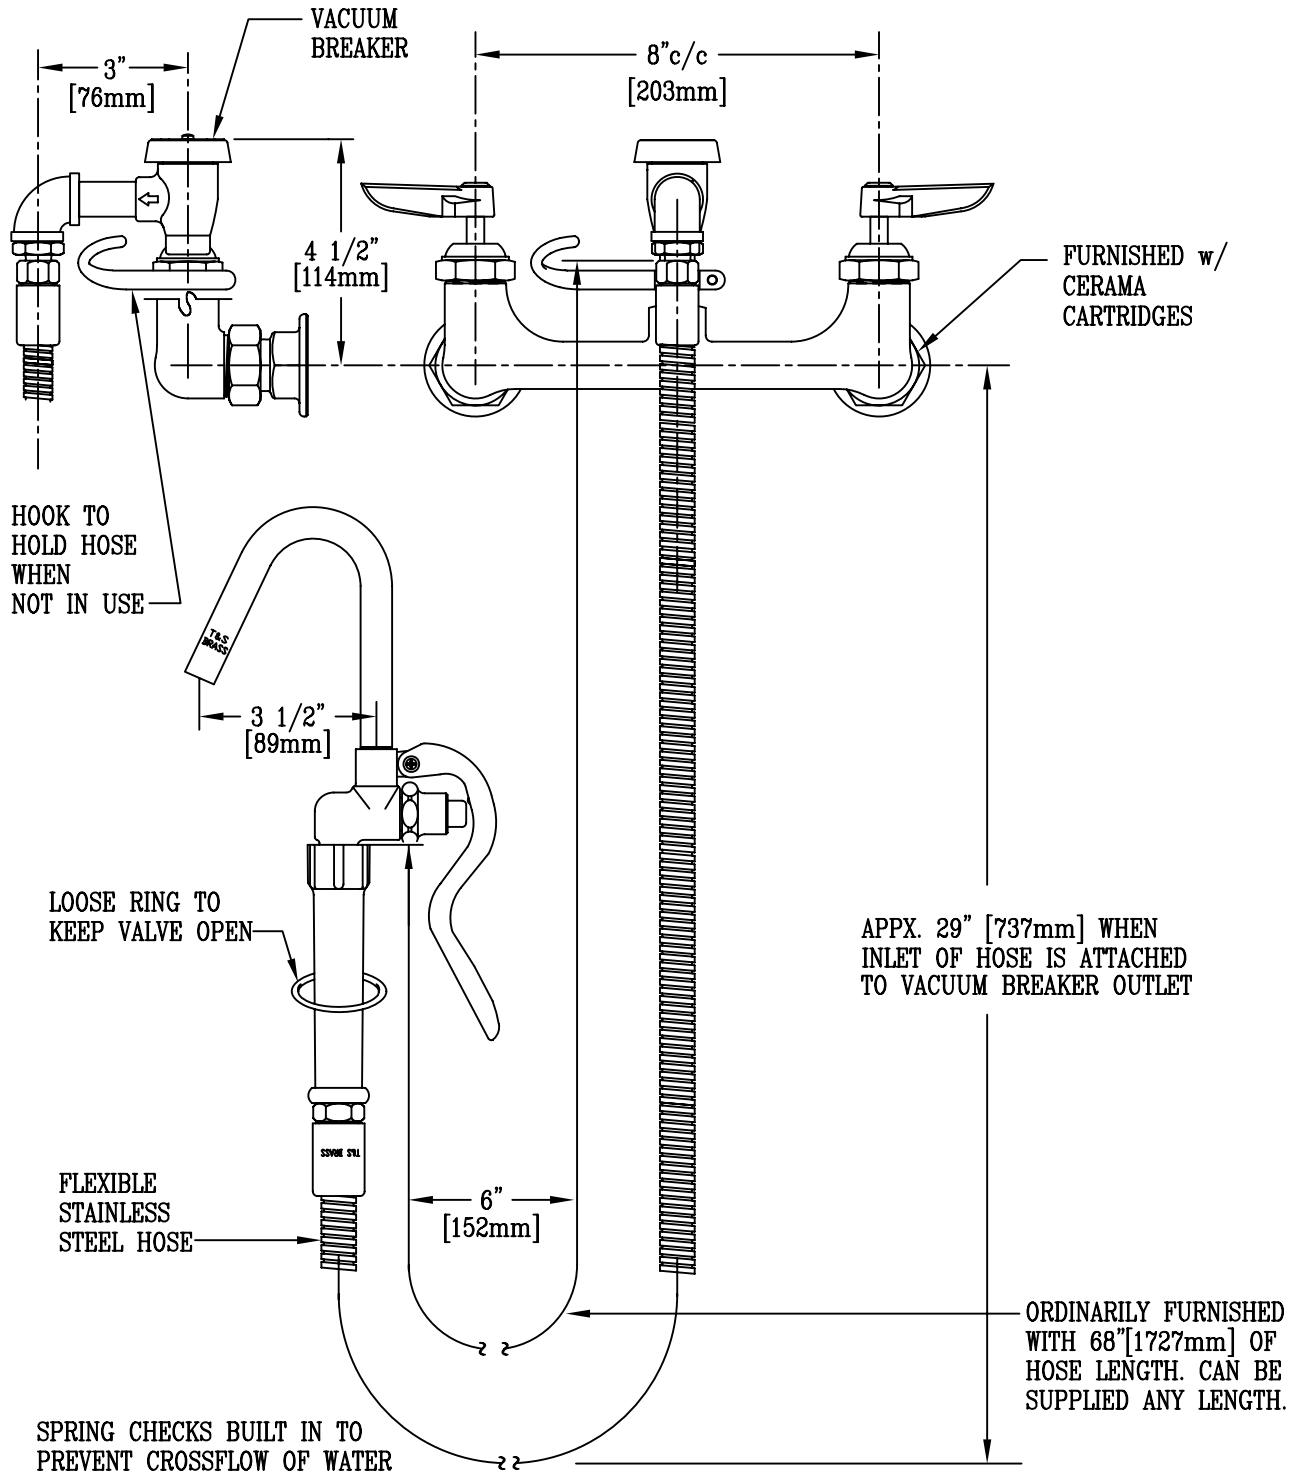 VACUUM
BREAKER
3"
[76mm]
8"c/c
[203mm]
4 1/2"
[114mm]
FURNISHED w/
CERAMA
CARTRIDGES
HOOK TO
HOLD HOSE
WHEN
NOT IN USE
T&S
BRASS
3 1/2"
[89mm]
LOOSE RING TO
KEEP VALVE OPEN
APPX. 29" [737mm] WHEN
INLET OF HOSE IS ATTACHED
TO VACUUM BREAKER OUTLET
T&S BRASS
FLEXIBLE
STAINLESS
STEEL HOSE
6"
[152mm]
ORDINARILY FURNISHED
WITH 68"[1727mm] OF
HOSE LENGTH. CAN BE
SUPPLIED ANY LENGTH.
SPRING CHECKS BUILT IN TO
PREVENT CROSSFLOW OF WATER